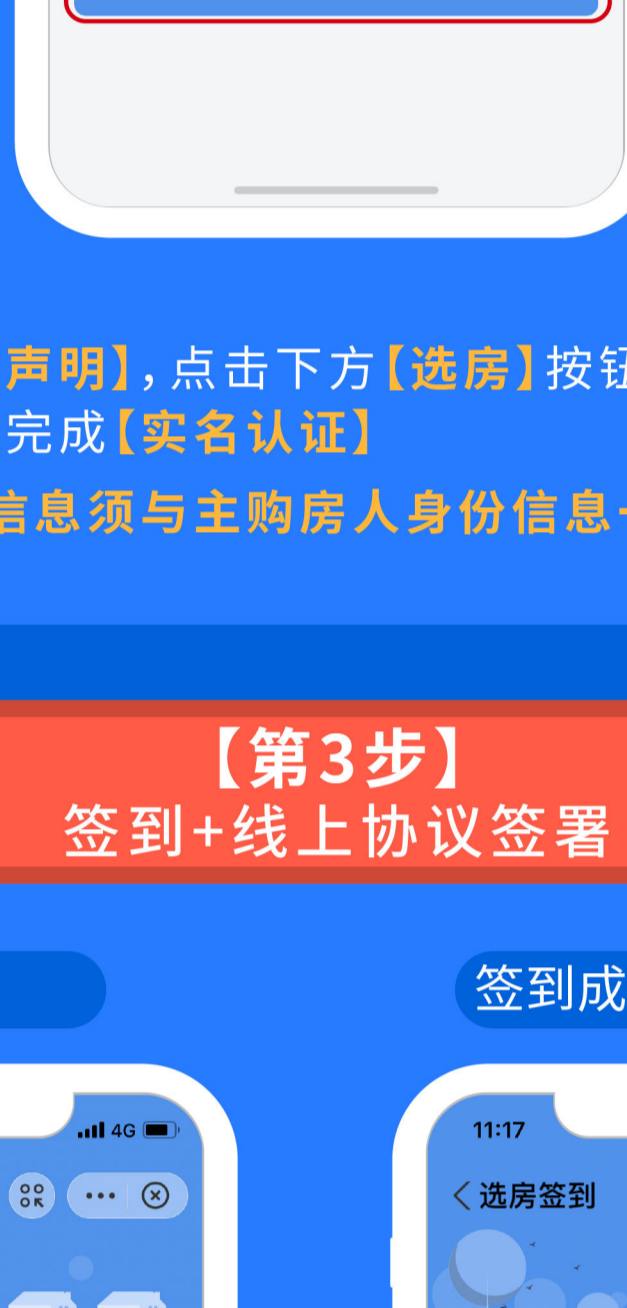 声明】，点击下方【选房】按钮
完成【实名认证】
信息须与主购房人身份信息
【第3步】
签到+线上协议签署
签到成
4G
11:17
选房签到